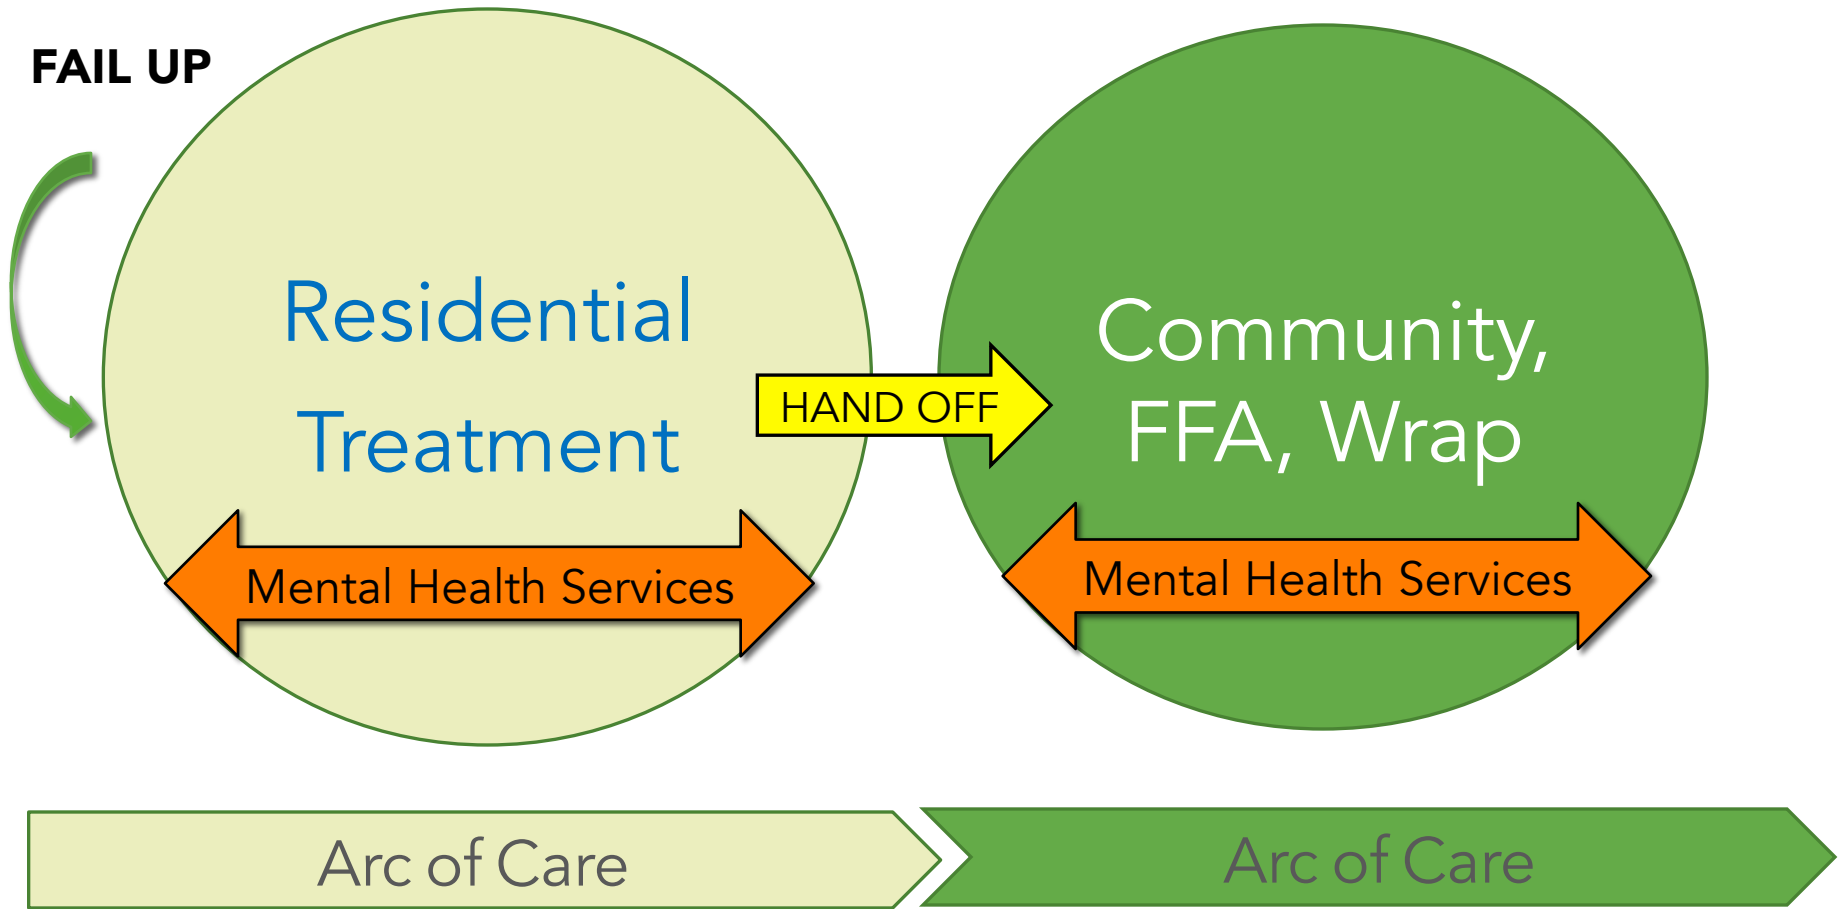 FAIL UP
Residential
Treatment
HAND OFF
Community,
FFA, Wrap
Mental Health Services
Mental Health Services
Arc of Care
Arc of Care